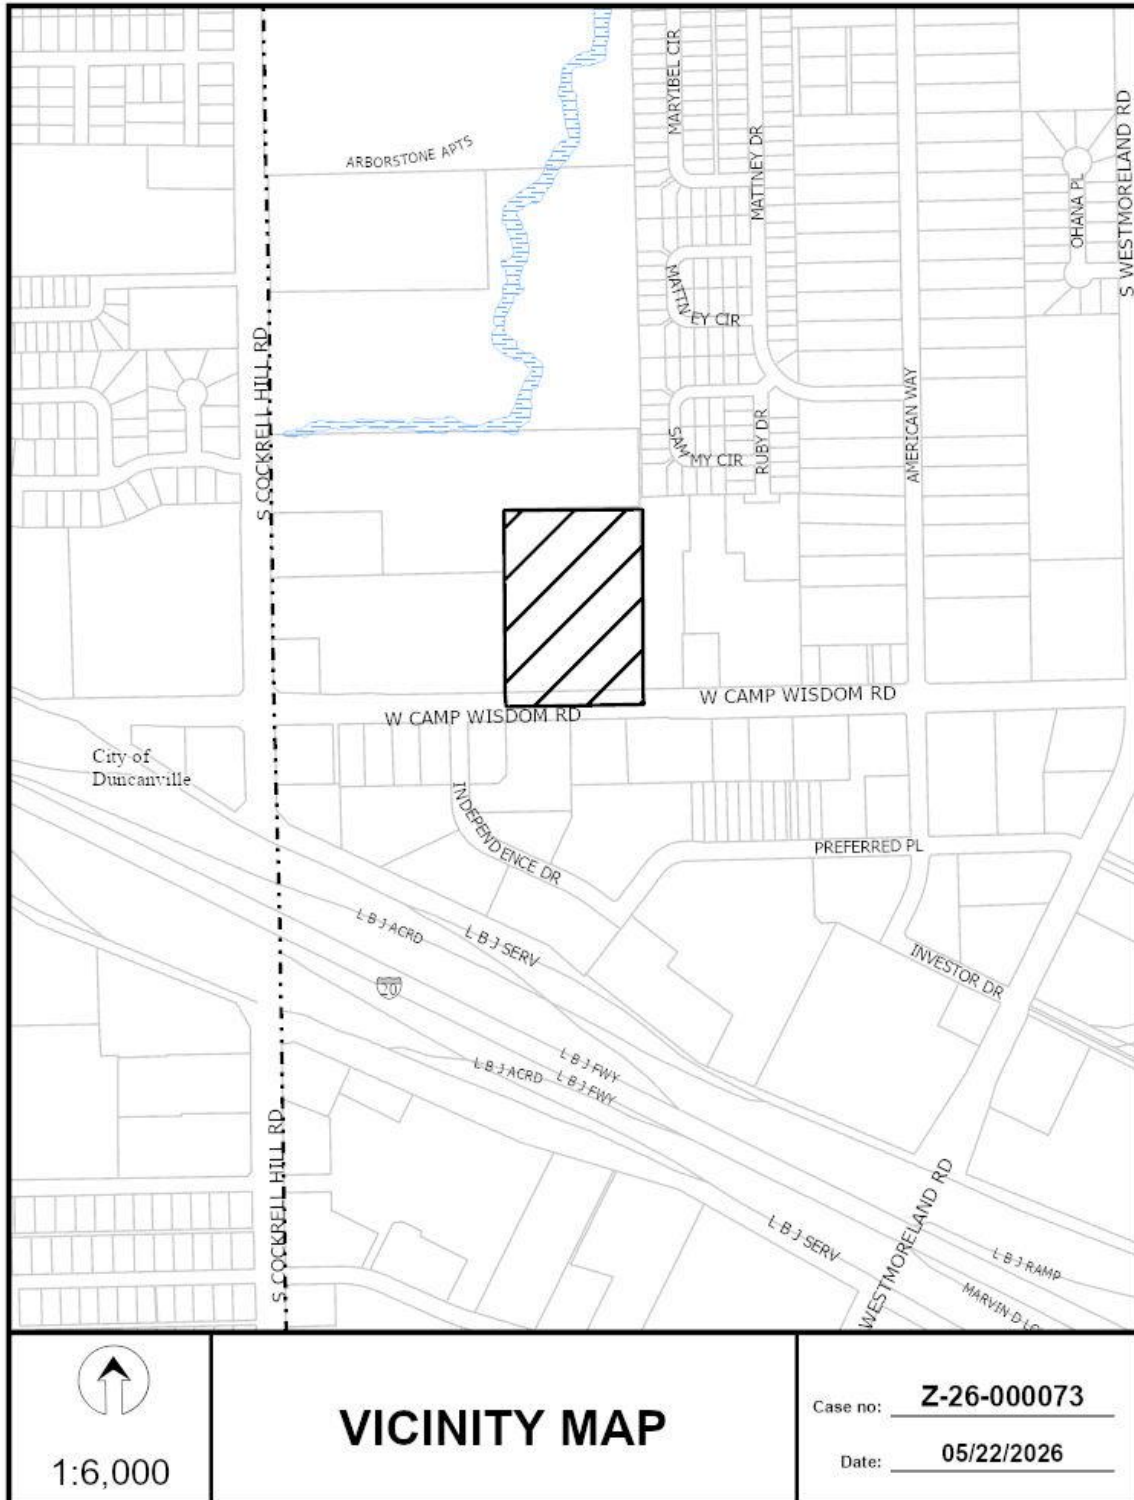 MARYIBEL CIR
S WESTMORELAND RD
MATTNEY DR
ARBORSTONE APTS
OHANA PL
MATTN
EY CIR
S COCKRELL HILL RD
AMERICAN WAY
RUBY DR
SAM
MY CIR
W CAMP WISDOM RD
W CAMP WISDOM RD
City of
Duncanville
INDEPENDENCE DR
PREFERRED PL
L B J ACRD
L B J SERV
INVESTOR DR
20
L B J FWY
L B J ACRD
L B J FWY
S COCKRELL HILL RD
WESTMORELAND RD
L B J SERV
L B J RAMP
MARVIN D LO
1:6,000
VICINITY MAP
Case no: Z-26-000073
Date: 05/22/2026